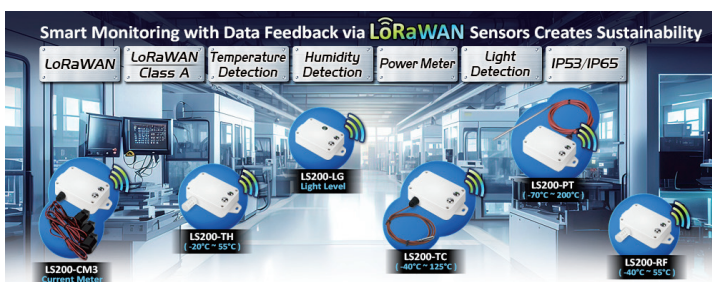 Smart Monitoring with Data Feedback via LoRaWAN Sensors Creates Sustainability
LoRaWAN
LoRaWAN
Class A
Temperature
Detection
Humidity
Detection
Power Meter
Light
Detection
IP53/IP65
LS200-LG
Light Level
LS200-PT
(-70°C ~ 200°C)
LS200-TH
(-20°C ~ 55°C)
LS200-TC
(-40°C ~ 125°C)
LS200-CM3
Current Meter
LS200-RF
(-40°C ~ 55°C)